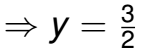 ⇒ y = 3/2